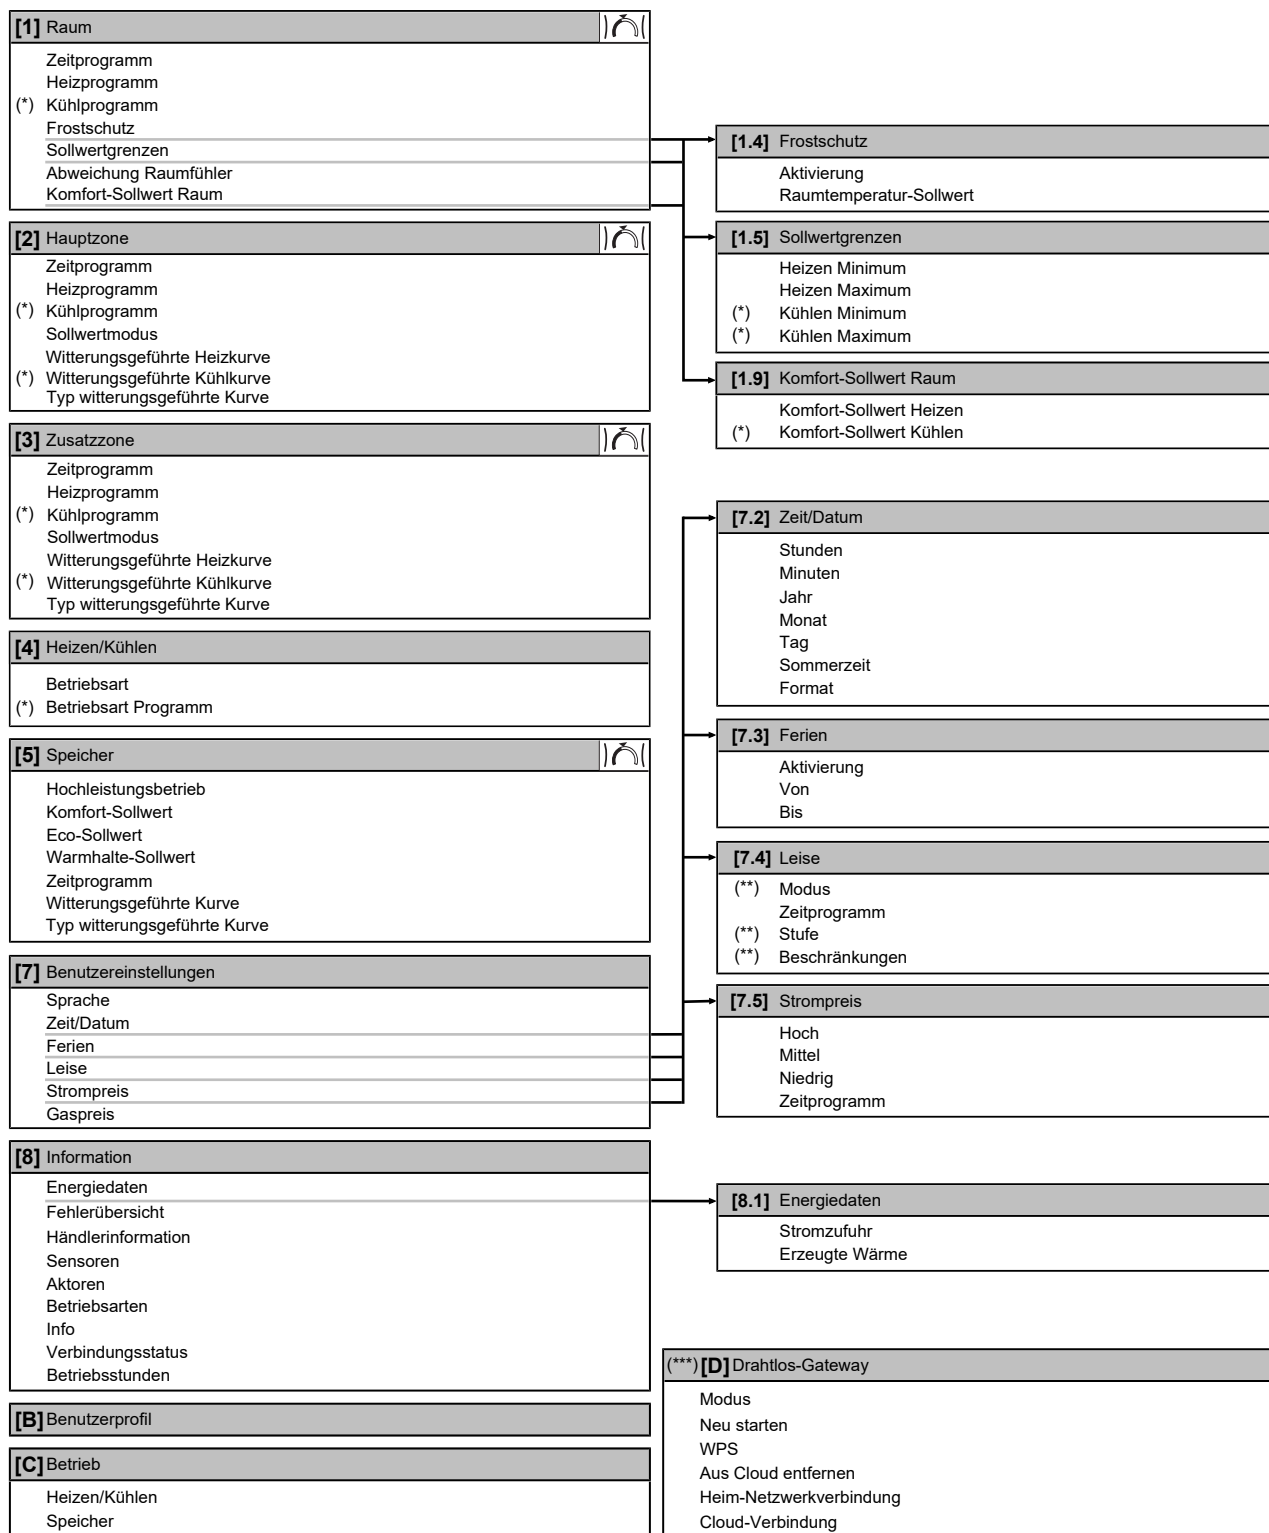 [1] Raum
Zeitprogramm
Heizprogramm
(*) Kühlprogramm
Frostschutz
Sollwertgrenzen
Abweichung Raumfühler
Komfort-Sollwert Raum
[2] Hauptzone
Zeitprogramm
Heizprogramm
(*) Kühlprogramm
Sollwertmodus
Witterungsgeführte Heizkurve
(*) Witterungsgeführte Kühlkurve
Typ witterungsgeführte Kurve
[3] Zusatzzone
Zeitprogramm
Heizprogramm
(*) Kühlprogramm
Sollwertmodus
Witterungsgeführte Heizkurve
(*) Witterungsgeführte Kühlkurve
Typ witterungsgeführte Kurve
[4] Heizen/Kühlen
Betriebsart
(*) Betriebsart Programm
[5] Speicher
Hochleistungsbetrieb
Komfort-Sollwert
Eco-Sollwert
Warmhalte-Sollwert
Zeitprogramm
Witterungsgeführte Kurve
Typ witterungsgeführte Kurve
[7] Benutzereinstellungen
Sprache
Zeit/Datum
Ferien
Leise
Strompreis
Gaspreis
[8] Information
Energiedaten
Fehlerübersicht
Händlerinformation
Sensoren
Aktoren
Betriebsarten
Info
Verbindungsstatus
Betriebsstunden
[B] Benutzerprofil
[C] Betrieb
Heizen/Kühlen
Speicher
[1.4] Frostschutz
Aktivierung
Raumtemperatur-Sollwert
[1.5] Sollwertgrenzen
Heizen Minimum
Heizen Maximum
(*) Kühlen Minimum
(*) Kühlen Maximum
[1.9] Komfort-Sollwert Raum
Komfort-Sollwert Heizen
(*) Komfort-Sollwert Kühlen
[7.2] Zeit/Datum
Stunden
Minuten
Jahr
Monat
Tag
Sommerzeit
Format
[7.3] Ferien
Aktivierung
Von
Bis
[7.4] Leise
(**) Modus
Zeitprogramm
(**) Stufe
(**) Beschränkungen
[7.5] Strompreis
Hoch
Mittel
Niedrig
Zeitprogramm
[8.1] Energiedaten
Stromzufuhr
Erzeugte Wärme
(***) [D] Drahtlos-Gateway
Modus
Neu starten
WPS
Aus Cloud entfernen
Heim-Netzwerkverbindung
Cloud-Verbindung